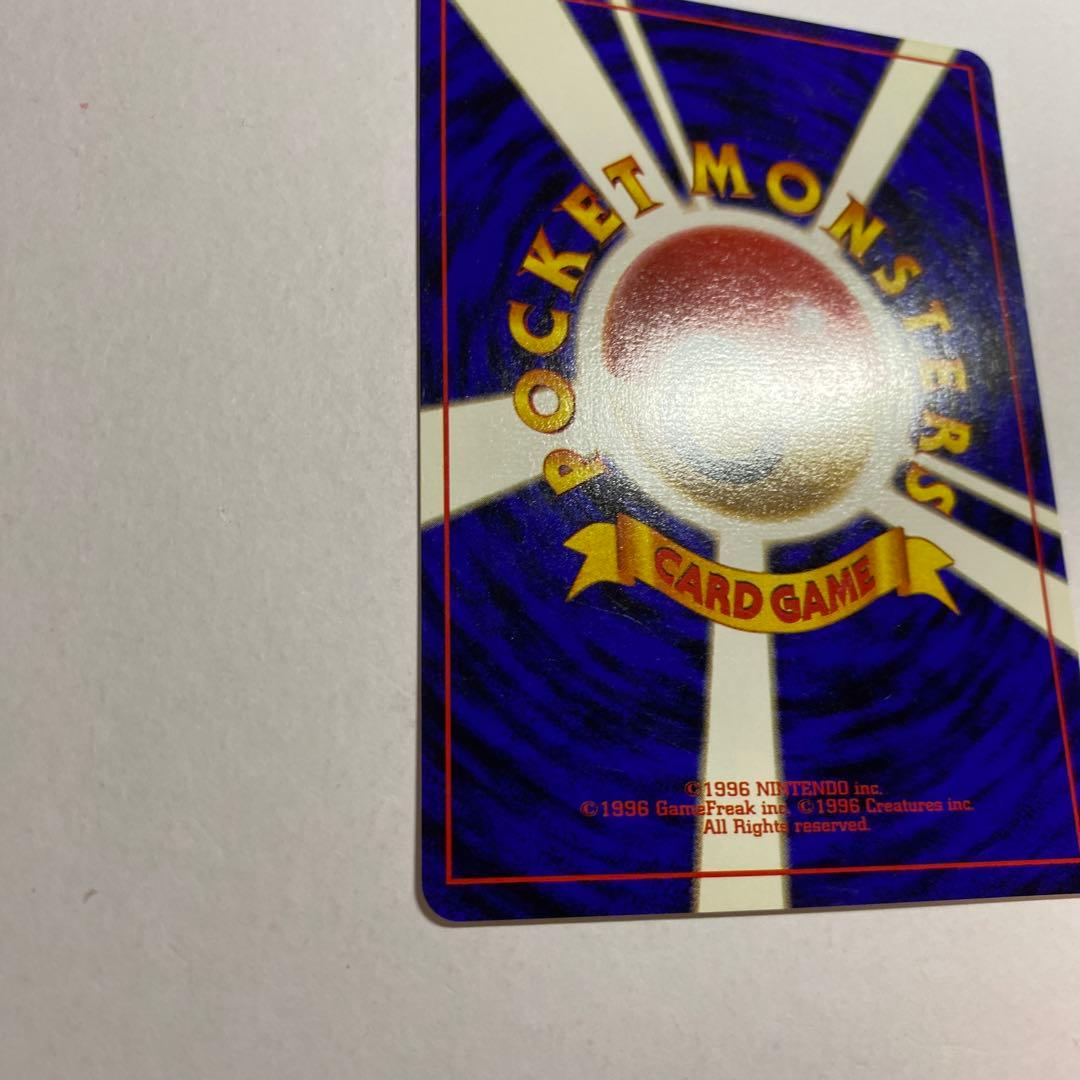 POCKET MONSTERS
CARD GAME
©1996 NINTENDO inc.
©1996 GameFreak inc. ©1996 Creatures inc.
All Rights reserved.